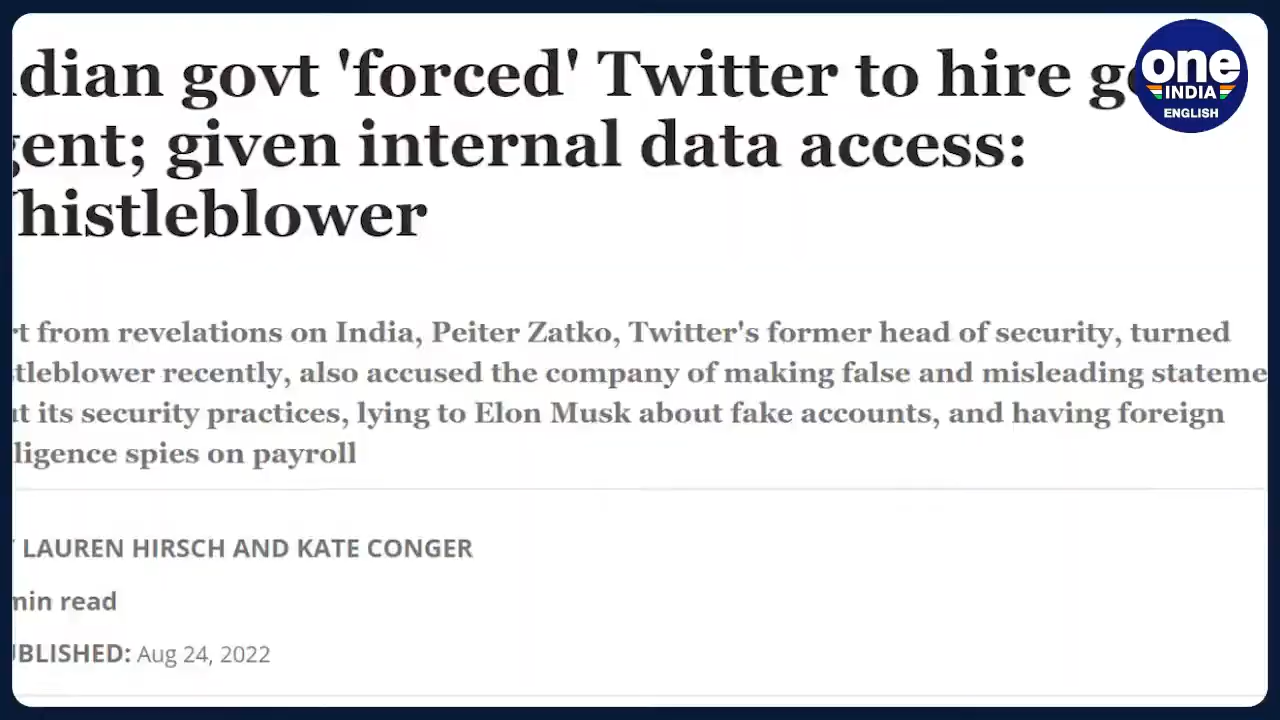 dian govt 'forced' Twitter to hire
ent; given internal data access:
histleblower
one
INDIA
ENGLISH
t from revelations on India, Peiter Zatko, Twitter's former head of security, turned
tleblower recently, also accused the company of making false and misleading stateme
t its security practices, lying to Elon Musk about fake accounts, and having foreign
ligence spies on payroll
LAUREN HIRSCH AND KATE CONGER
min read
BLISHED: Aug 24, 2022